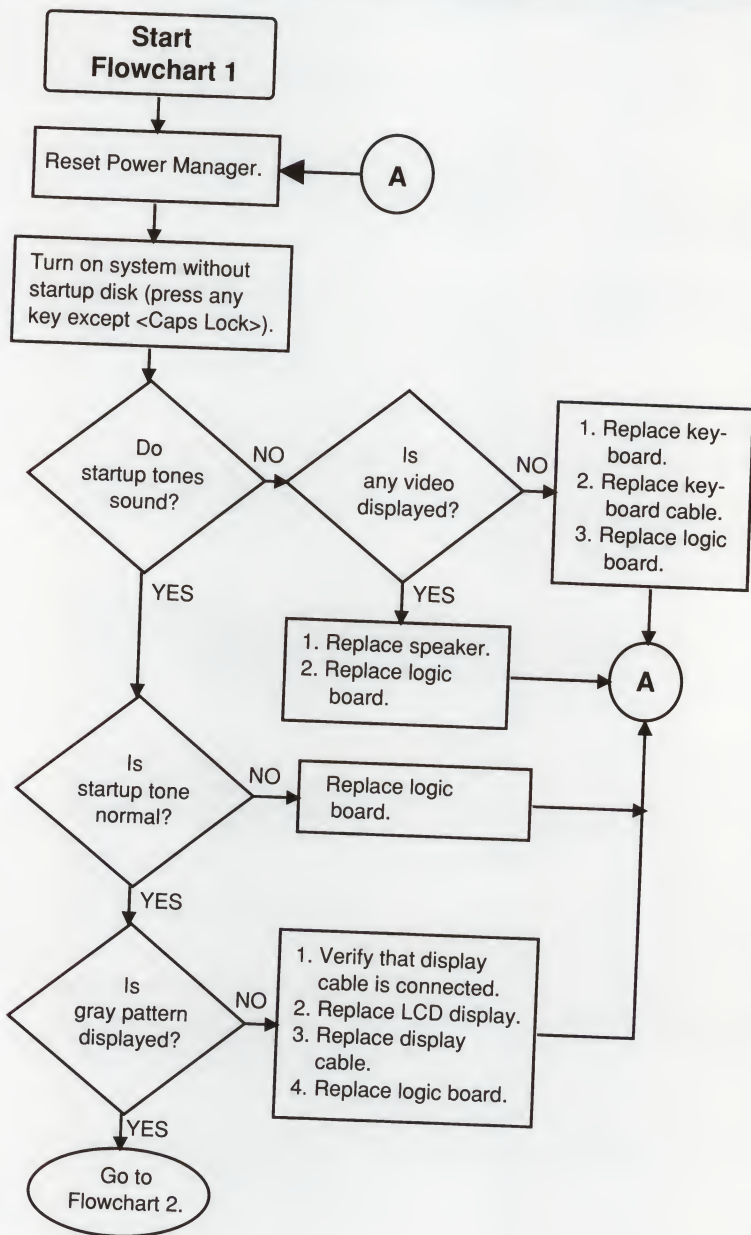 Start
Flowchart 1
Reset Power Manager.
A
Turn on system without
startup disk (press any
key except <Caps Lock>).
Do
startup tones
sound?
NO
Is
any video
displayed?
NO
1. Replace key-
board.
2. Replace key-
board cable.
3. Replace logic
board.
YES
YES
1. Replace speaker.
2. Replace logic
board.
A
Is
startup tone
normal?
NO
Replace logic
board.
YES
Is
gray pattern
displayed?
NO
1. Verify that display
cable is connected.
2. Replace LCD display.
3. Replace display
cable.
4. Replace logic board.
YES
Go to
Flowchart 2.